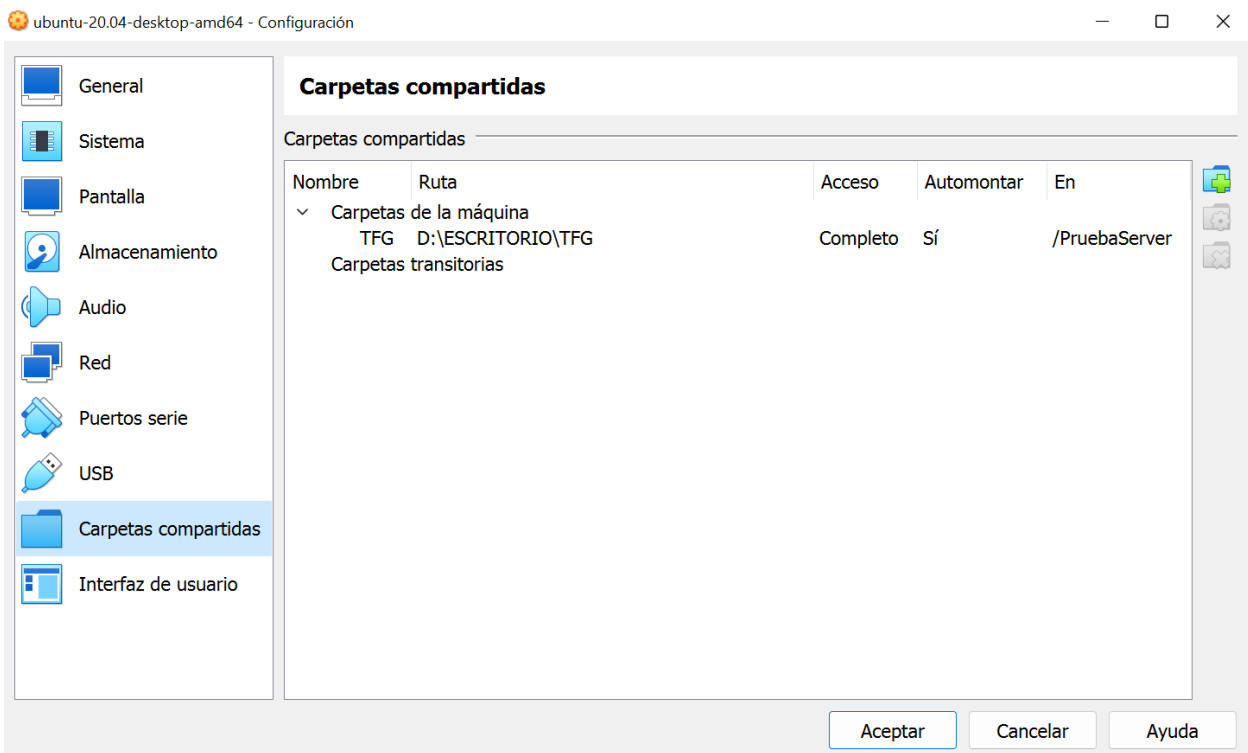 ubuntu-20.04-desktop-amd64 - Configuración
General
Sistema
Pantalla
Almacenamiento
Audio
Red
Puertos serie
USB
Carpetas compartidas
Interfaz de usuario
Carpetas compartidas
Carpetas compartidas
Nombre Ruta Acceso Automontar En
Carpetas de la máquina
TFG D:\ESCRITORIO\TFG Completo Sí /PruebaServer
Carpetas transitorias
Aceptar Cancelar Ayuda